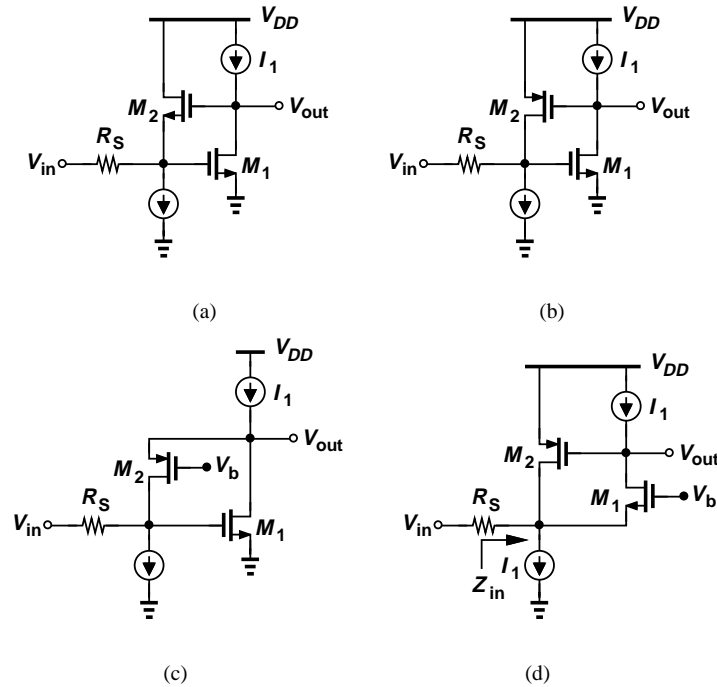 V_DD
V_DD
I_1
I_1
M_2
V_out
M_2
V_out
R_S
R_S
V_in
M_1
V_in
M_1
(a)
(b)
V_DD
V_DD
I_1
I_1
V_out
M_2
V_out
M_2
V_b
M_1
V_b
R_S
R_S
V_in
M_1
V_in
I_1
Z_in
(c)
(d)